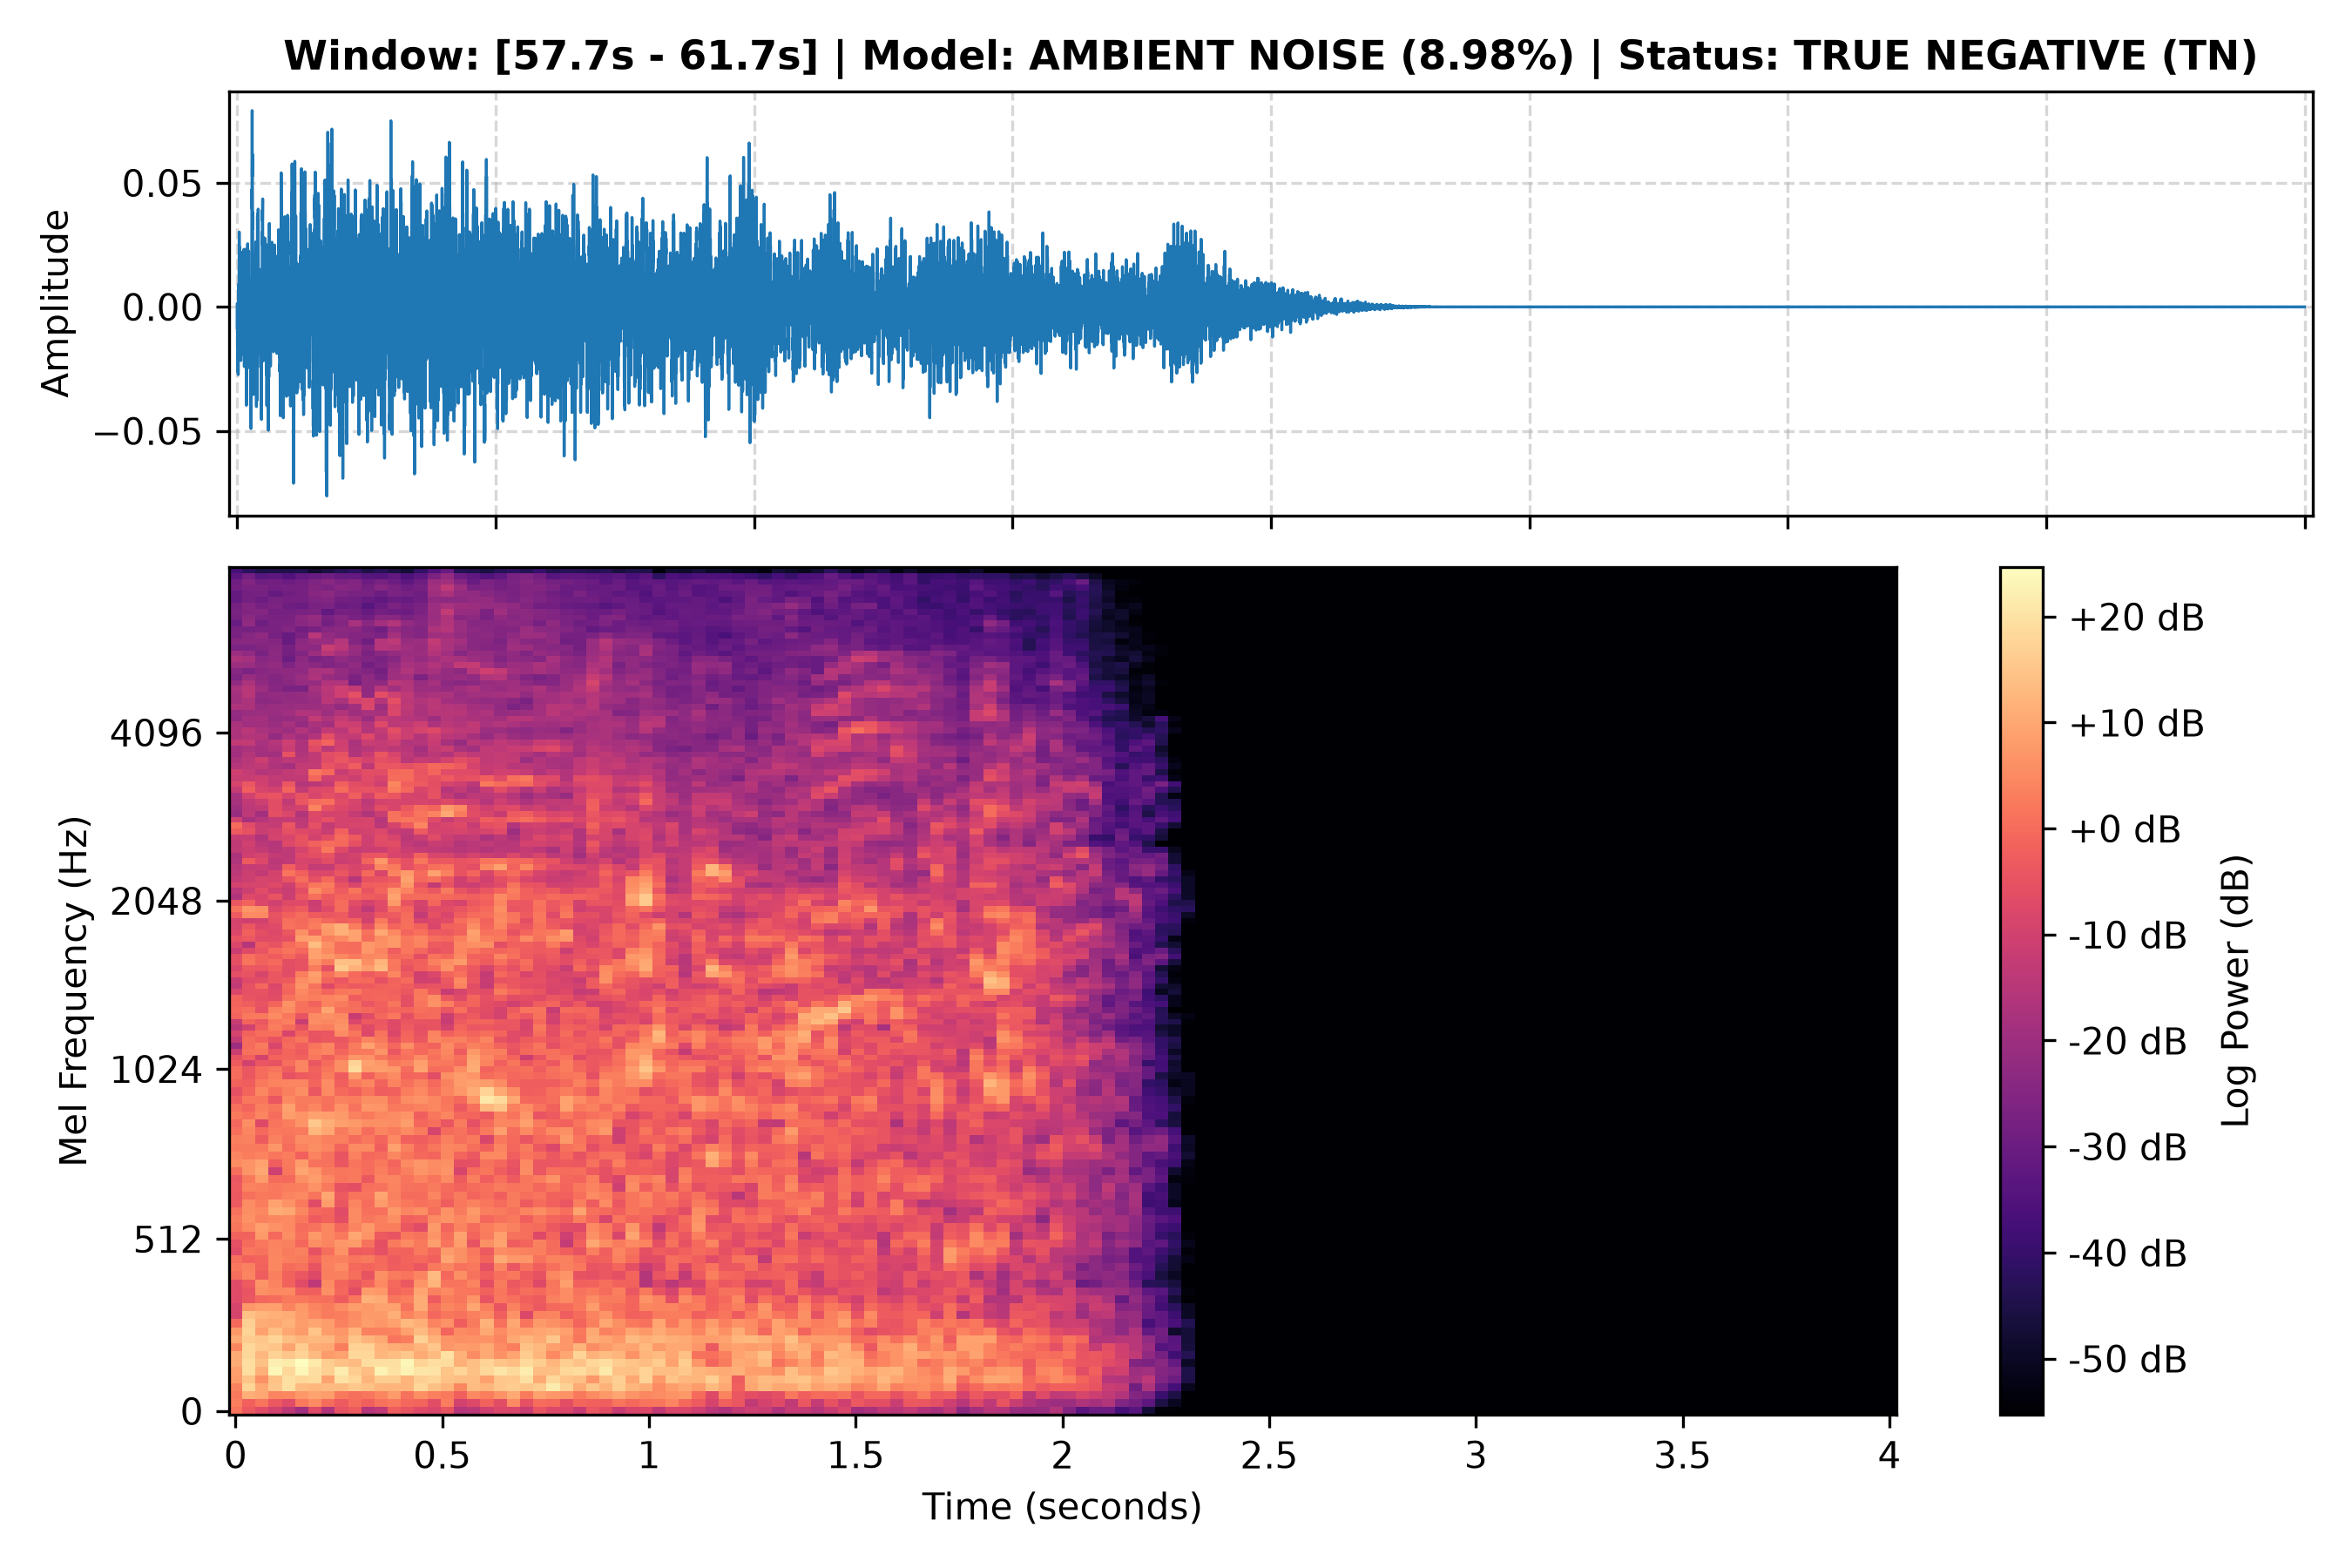 Window: [57.7s - 61.7s] | Model: AMBIENT NOISE (8.98%) | Status: TRUE NEGATIVE (TN)
Amplitude
0.05
0.00
−0.05
Mel Frequency (Hz)
4096
2048
1024
512
0
0 0.5 1 1.5 2 2.5 3 3.5 4
Time (seconds)
+20 dB
+10 dB
+0 dB
-10 dB
-20 dB
-30 dB
-40 dB
-50 dB
Log Power (dB)